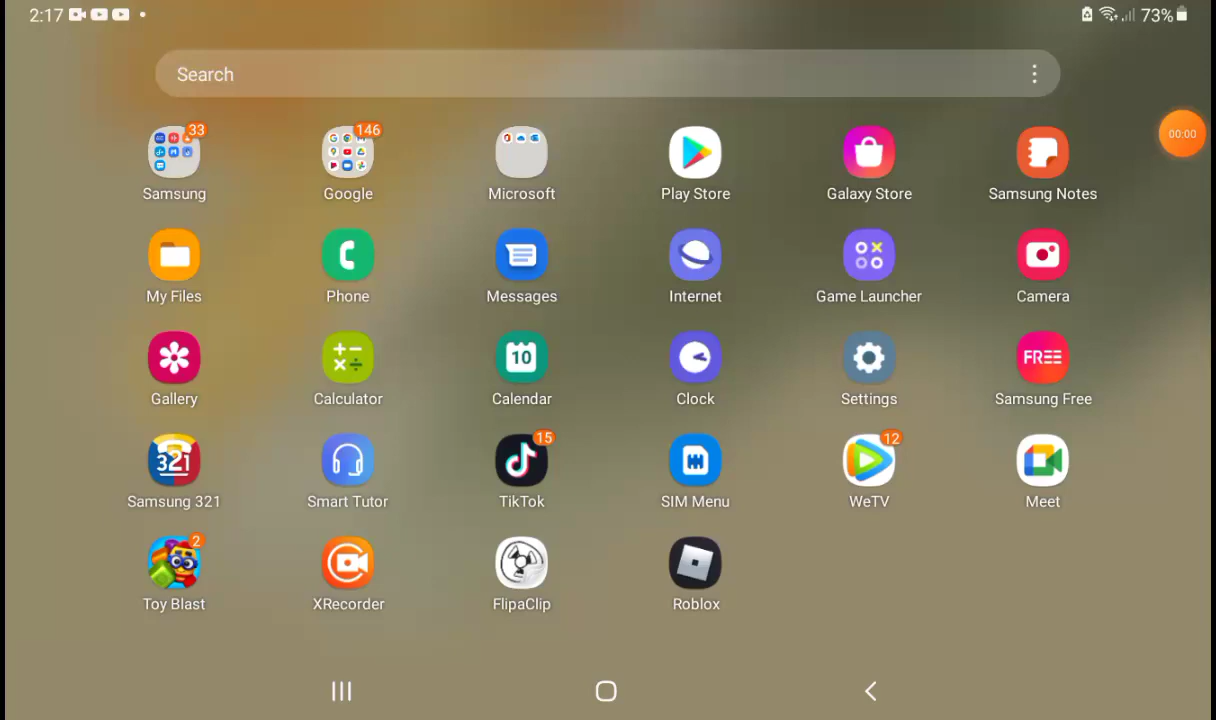 2:17 73%
Search
00:00
33 146
Samsung Google Microsoft Play Store Galaxy Store Samsung Notes
My Files Phone Messages Internet Game Launcher Camera
10 FREE
Gallery Calculator Calendar Clock Settings Samsung Free
321 15 12
Samsung 321 Smart Tutor TikTok SIM Menu WeTV Meet
2
Toy Blast XRecorder FlipaClip Roblox